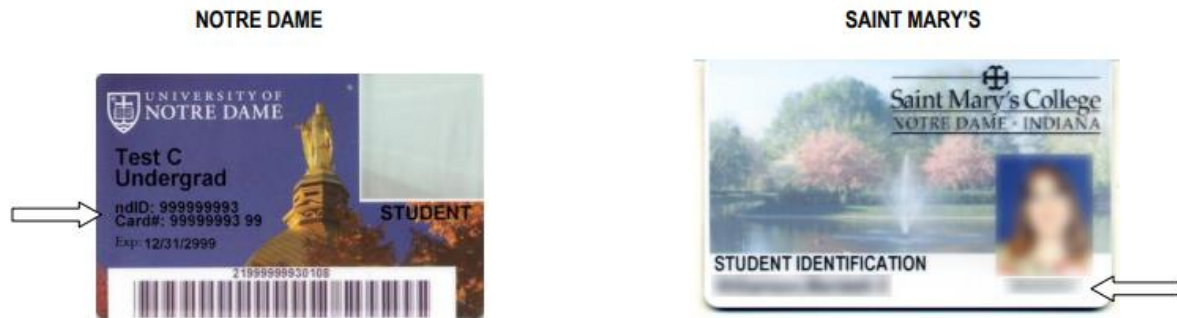 NOTRE DAME
SAINT MARY'S
UNIVERSITY OF
NOTRE DAME
Test C
Undergrad
ndID: 999999993
Card#: 99999993 99
Exp: 12/31/2999
STUDENT
21999999930108
Saint Mary's College
NOTRE DAME · INDIANA
STUDENT IDENTIFICATION